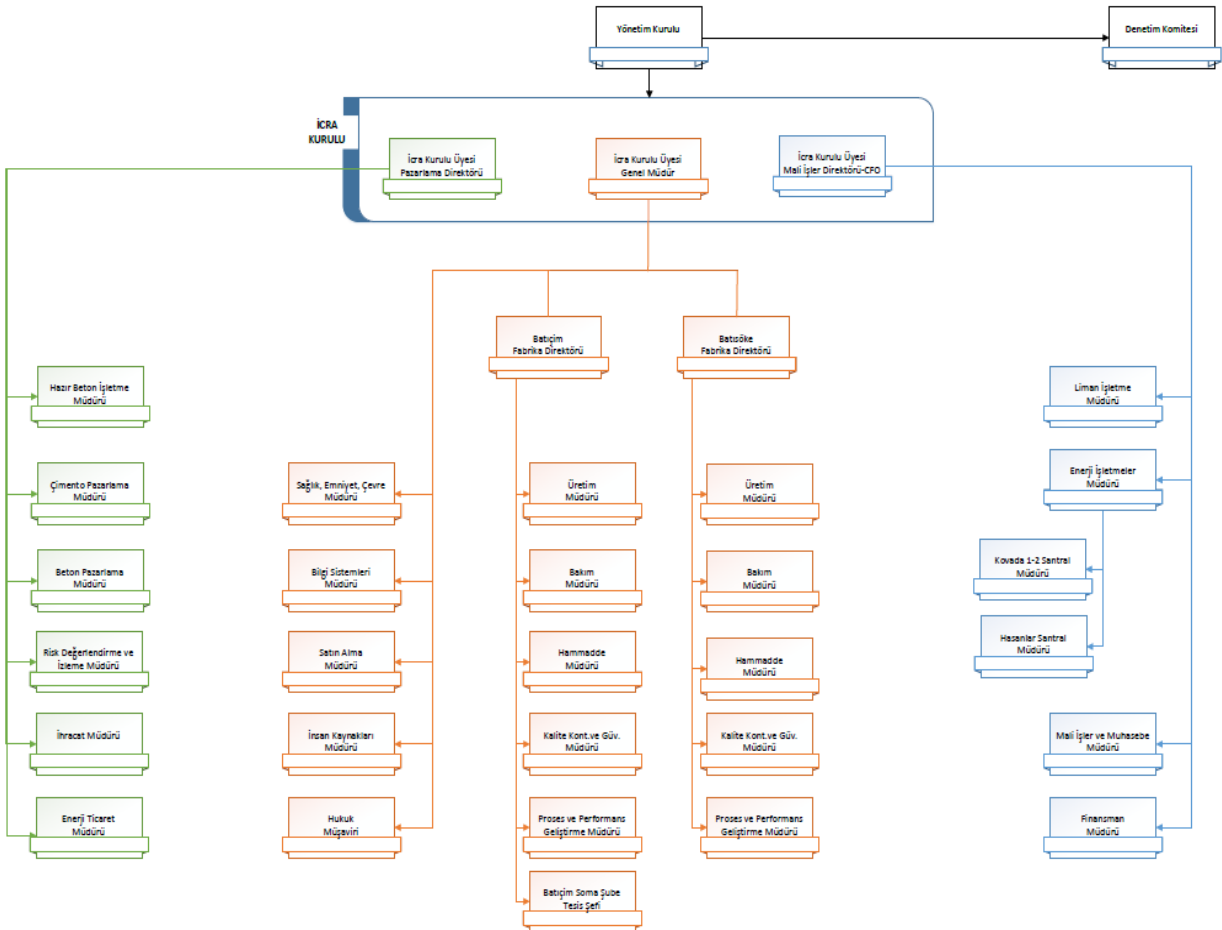 Yönetim Kurulu
Denetim Komitesi
İCRA
KURULU
İcra Kurulu Üyesi
Pazarlama Direktörü
İcra Kurulu Üyesi
Genel Müdür
İcra Kurulu Üyesi
Mali İşler Direktörü-CFO
Batıçim
Fabrika Direktörü
Batısöke
Fabrika Direktörü
Hazır Beton İşletme
Müdürü
Çimento Pazarlama
Müdürü
Beton Pazarlama
Müdürü
Risk Değerlendirme ve
İzleme Müdürü
İhracat Müdürü
Enerji Ticaret
Müdürü
Sağlık, Emniyet, Çevre
Müdürü
Bilgi Sistemleri
Müdürü
Satın Alma
Müdürü
İnsan Kaynakları
Müdürü
Hukuk
Müşaviri
Üretim
Müdürü
Bakım
Müdürü
Hammadde
Müdürü
Kalite Kont.ve Güv.
Müdürü
Proses ve Performans
Geliştirme Müdürü
Batıçim Soma Şube
Tesis Şefi
Üretim
Müdürü
Bakım
Müdürü
Hammadde
Müdürü
Kalite Kont.ve Güv.
Müdürü
Proses ve Performans
Geliştirme Müdürü
Liman İşletme
Müdürü
Enerji İşletmeler
Müdürü
Kovada 1-2 Santral
Müdürü
Hasanlar Santral
Müdürü
Mali İşler ve Muhasebe
Müdürü
Finansman
Müdürü